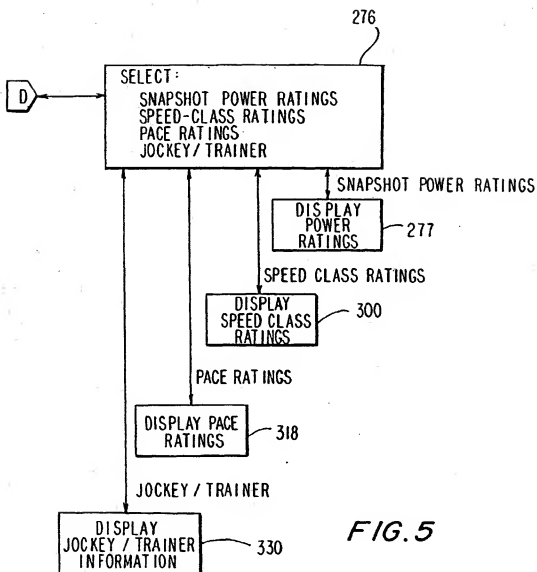 276
D
SELECT:
SNAPSHOT POWER RATINGS
SPEED-CLASS RATINGS
PACE RATINGS
JOCKEY / TRAINER
SNAPSHOT POWER RATINGS
DISPLAY
POWER
RATINGS
277
SPEED CLASS RATINGS
DISPLAY
SPEED CLASS
RATINGS
300
PACE RATINGS
DISPLAY PACE
RATINGS
318
JOCKEY / TRAINER
DISPLAY
JOCKEY / TRAINER
INFORMATION
330
FIG.5